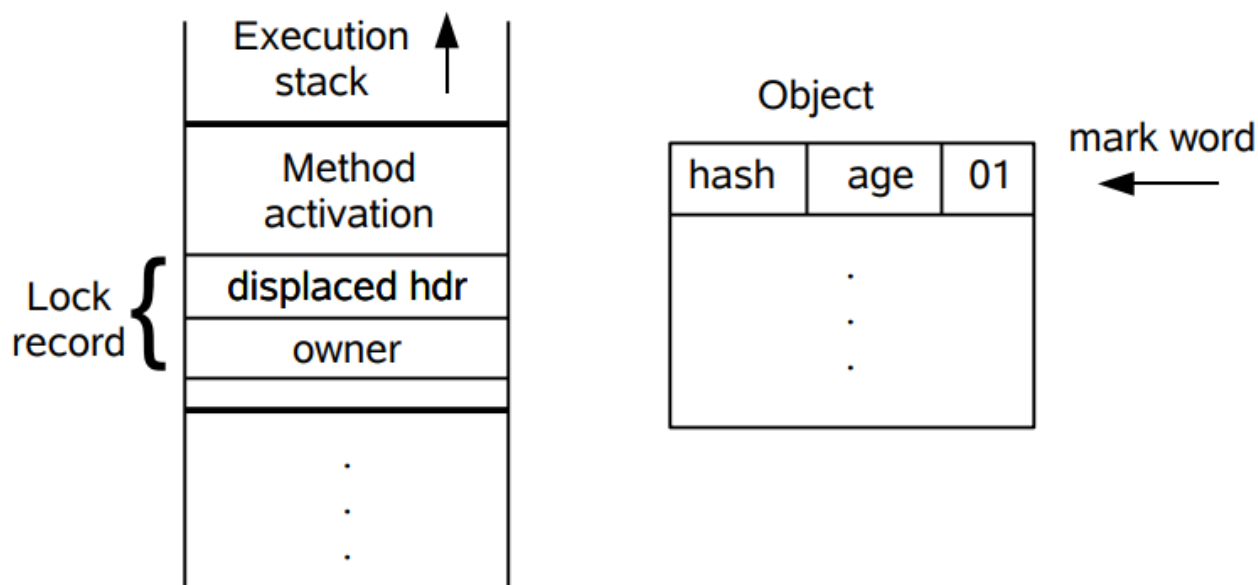 Execution
stack
Method
activation
Lock
record
displaced hdr
owner
Object
mark word
hash age 01